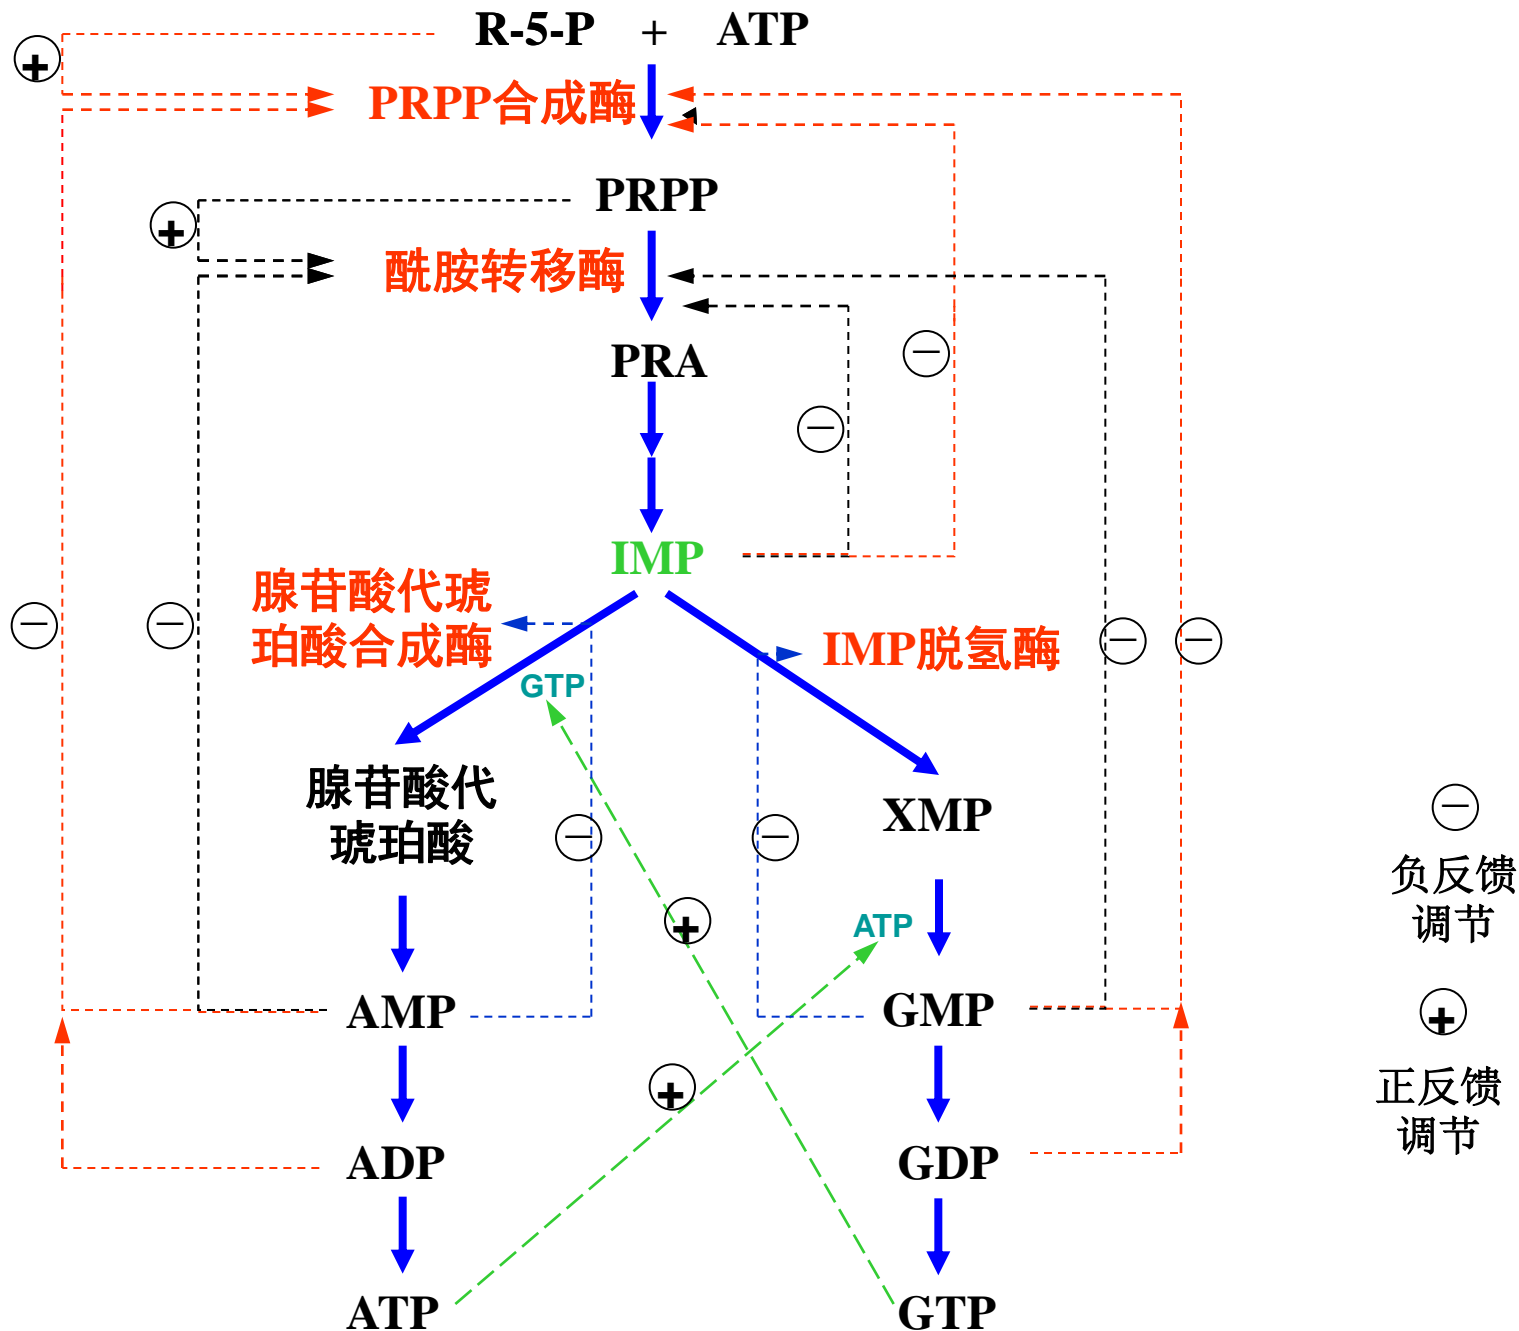 R-5-P + ATP
PRPP合成酶
PRPP
酰胺转移酶
PRA
IMP
腺苷酸代琥
珀酸合成酶
IMP脱氢酶
GTP
腺苷酸代
琥珀酸
XMP
ATP
AMP
GMP
ADP
GDP
ATP
GTP
负反馈
调节
正反馈
调节